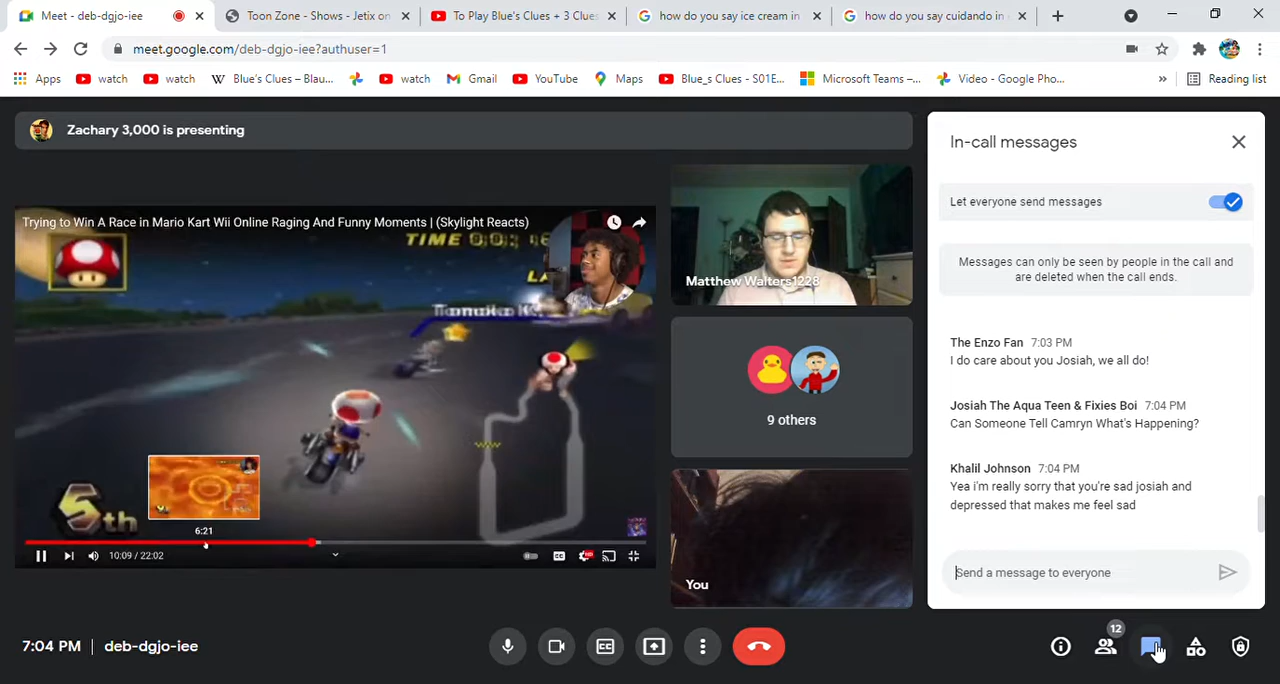 Meet - deb-dgjo-iee
Toon Zone - Shows - Jetix on
To Play Blue's Clues + 3 Clues
how do you say ice cream in
how do you say cuidando in
meet.google.com/deb-dgjo-iee?authuser=1
Apps
watch
watch
Blue's Clues – Blau...
watch
Gmail
YouTube
Maps
Blue_s Clues - S01E...
Microsoft Teams –...
Video - Google Pho...
Reading list
Zachary 3,000 is presenting
Trying to Win A Race in Mario Kart Wii Online Raging And Funny Moments | (Skylight Reacts)
TIME
5th
6:21
10:09 / 22:02
CC
HD
Matthew Walters1228
9 others
You
In-call messages
Let everyone send messages
Messages can only be seen by people in the call and
are deleted when the call ends.
The Enzo Fan 7:03 PM
I do care about you Josiah, we all do!
Josiah The Aqua Teen & Fixies Boi 7:04 PM
Can Someone Tell Camryn What's Happening?
Khalil Johnson 7:04 PM
Yea i'm really sorry that you're sad josiah and
depressed that makes me feel sad
Send a message to everyone
7:04 PM | deb-dgjo-iee
CC
12